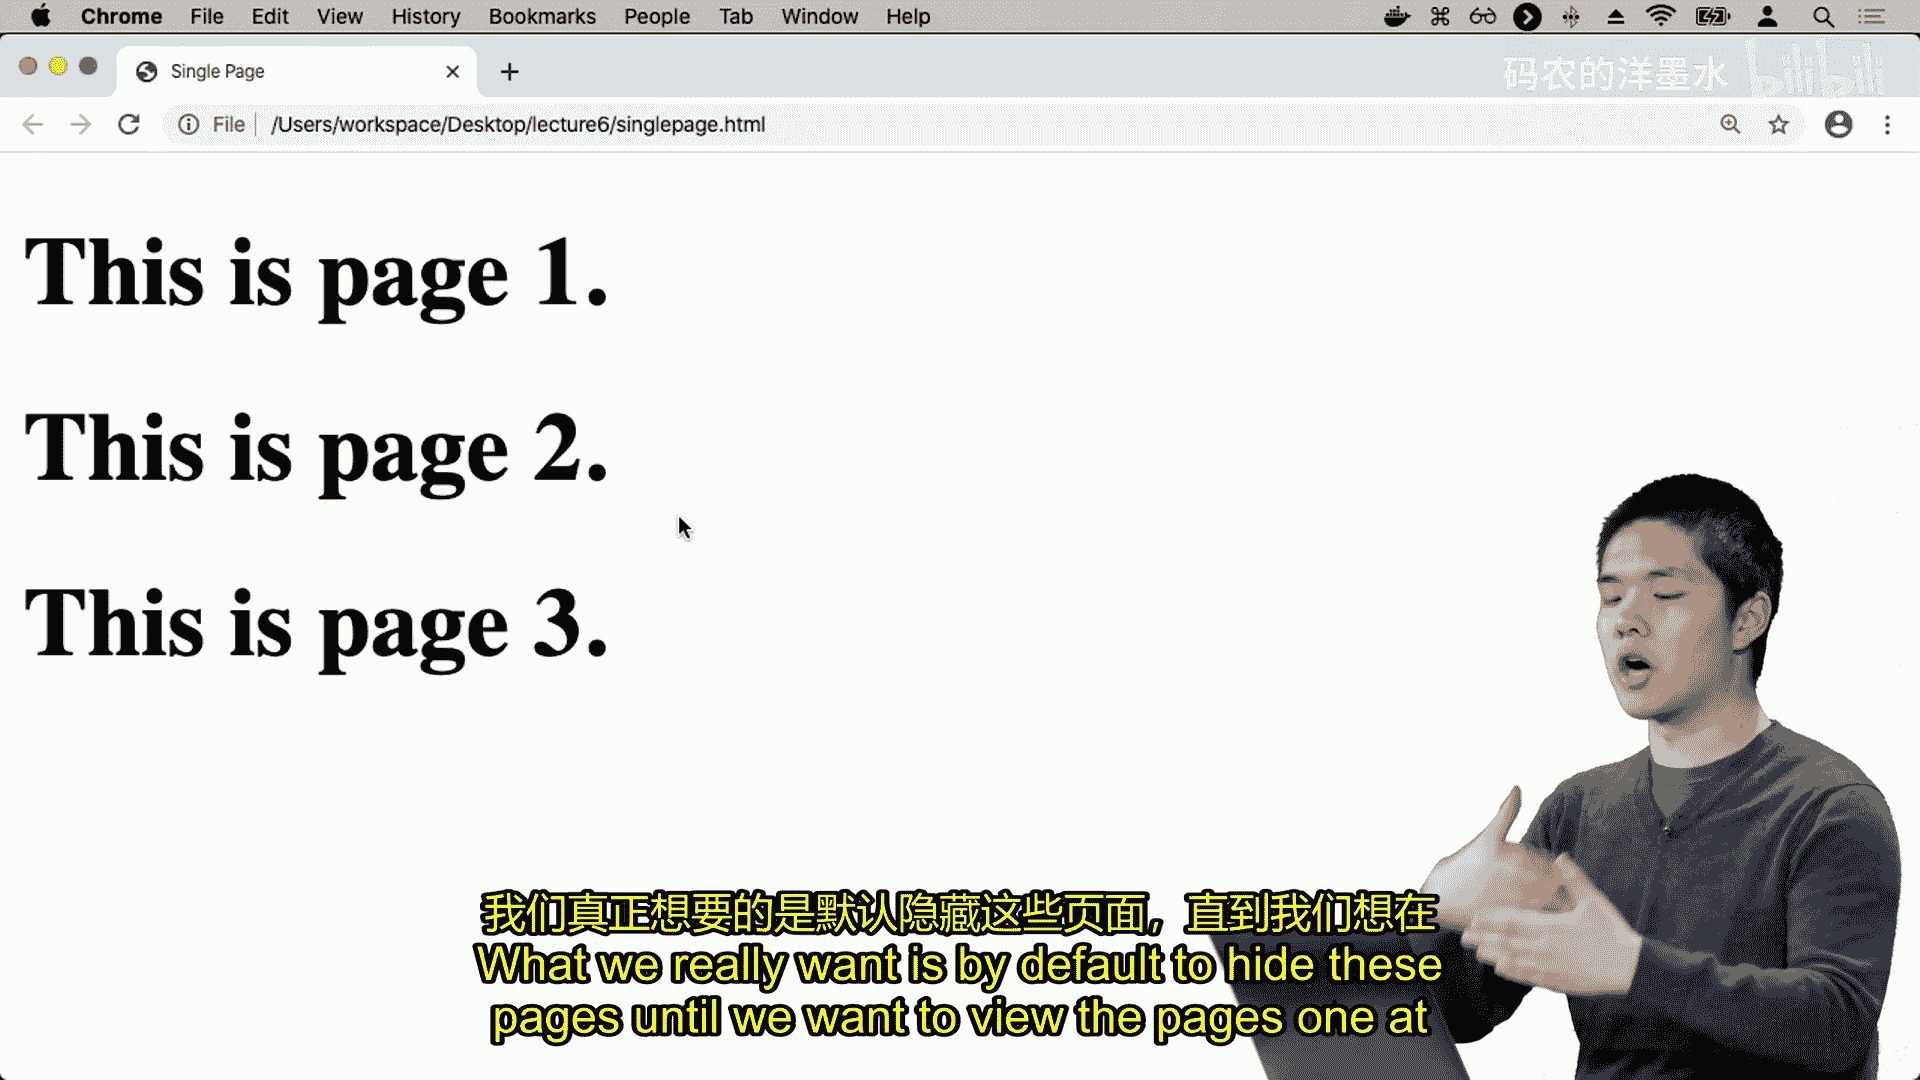 Chrome File Edit View History Bookmarks People Tab Window Help
Single Page
码农的洋墨水 bilibili
File /Users/workspace/Desktop/lecture6/singlepage.html
This is page 1.
This is page 2.
This is page 3.
我们真正想要的是默认隐藏这些页面，直到我们想在
What we really want is by default to hide these
pages until we want to view the pages one at